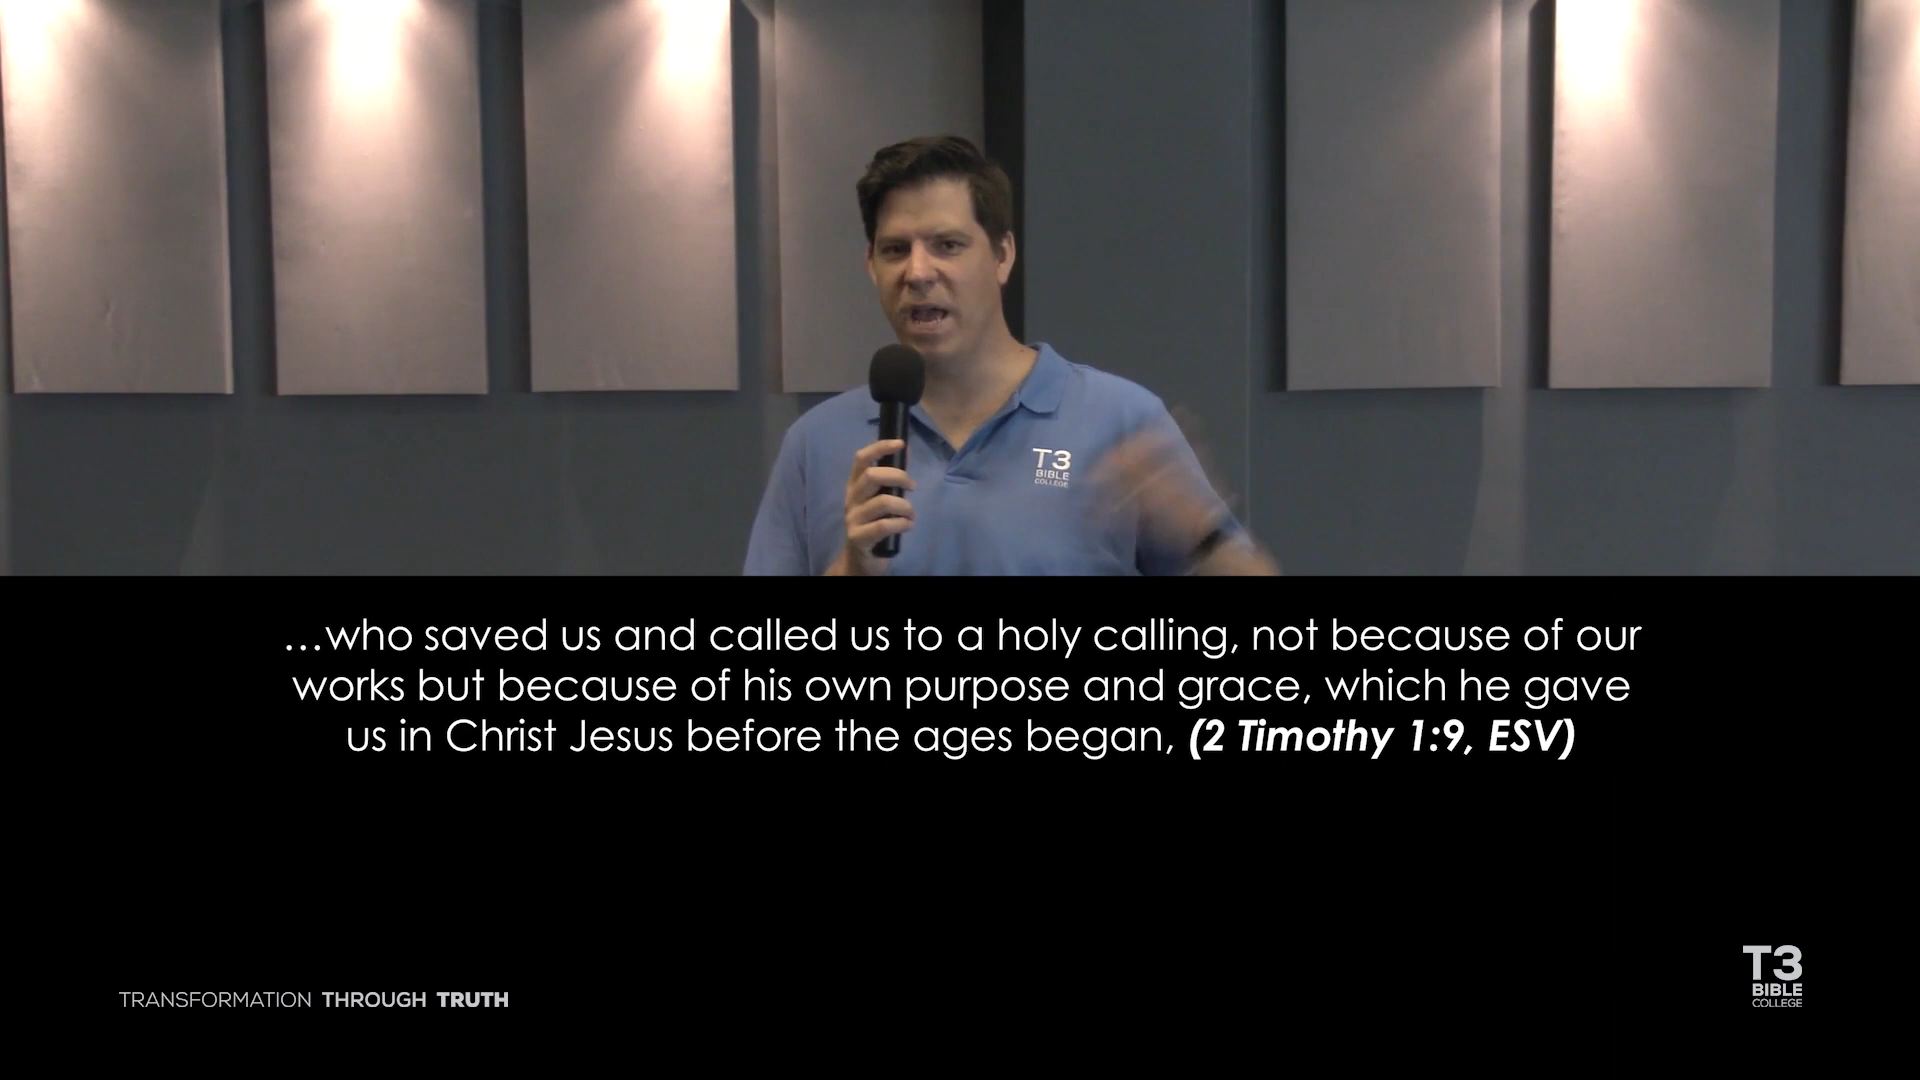 T3
BIBLE
COLLEGE
…who saved us and called us to a holy calling, not because of our
works but because of his own purpose and grace, which he gave
us in Christ Jesus before the ages began, (2 Timothy 1:9, ESV)
TRANSFORMATION THROUGH TRUTH
T3
BIBLE
COLLEGE